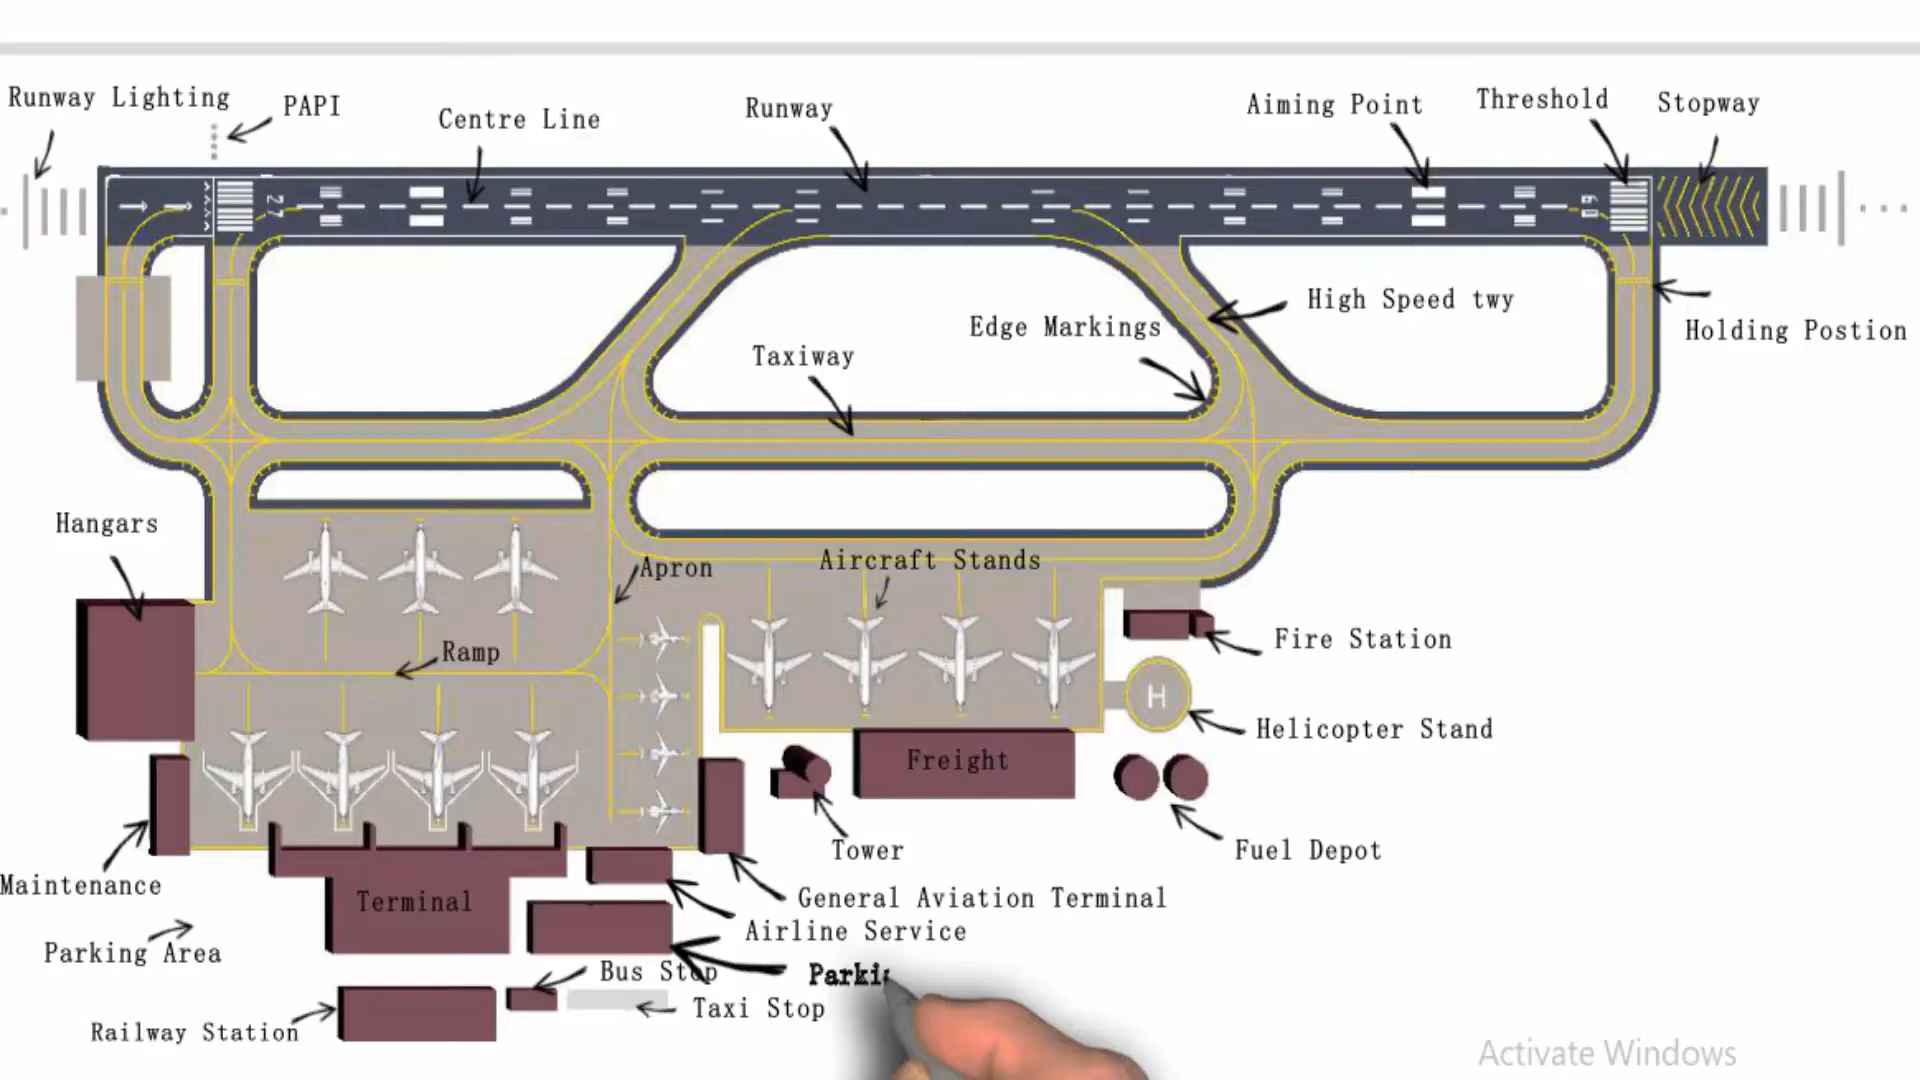 Runway Lighting
PAPI
Centre Line
Runway
Aiming Point
Threshold
Stopway
27
09
High Speed twy
Edge Markings
Holding Postion
Taxiway
Hangars
Apron
Aircraft Stands
Ramp
Fire Station
H
Helicopter Stand
Freight
Tower
Fuel Depot
Maintenance
Terminal
General Aviation Terminal
Airline Service
Parking Area
Bus Stop
Parki
Taxi Stop
Railway Station
Activate Windows